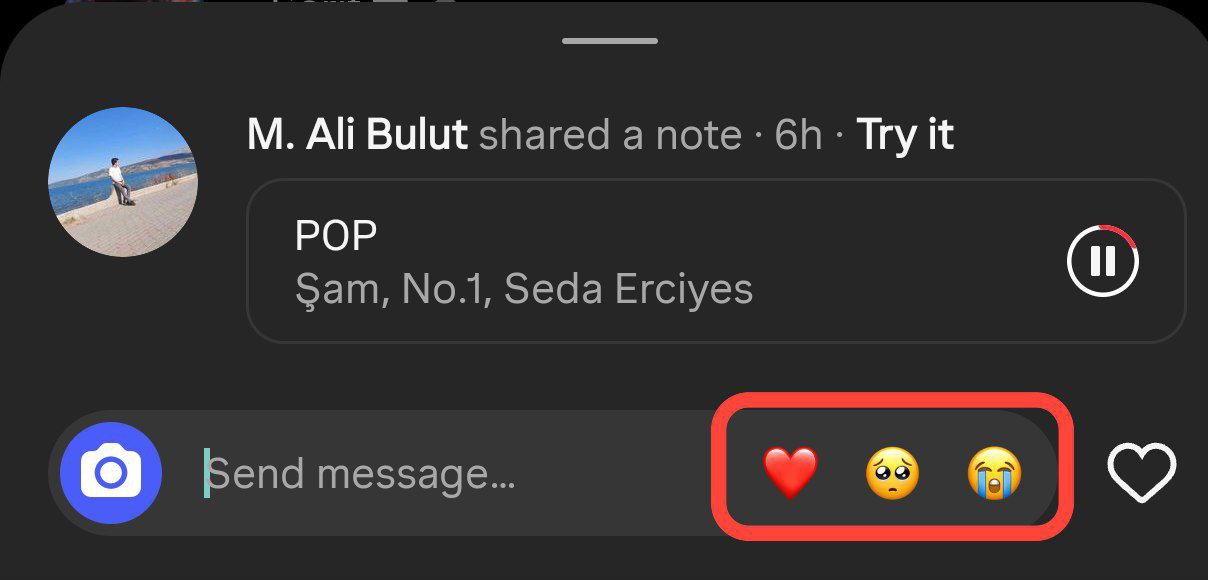 M. Ali Bulut shared a note · 6h · Try it
POP
Şam, No.1, Seda Erciyes
Send message...